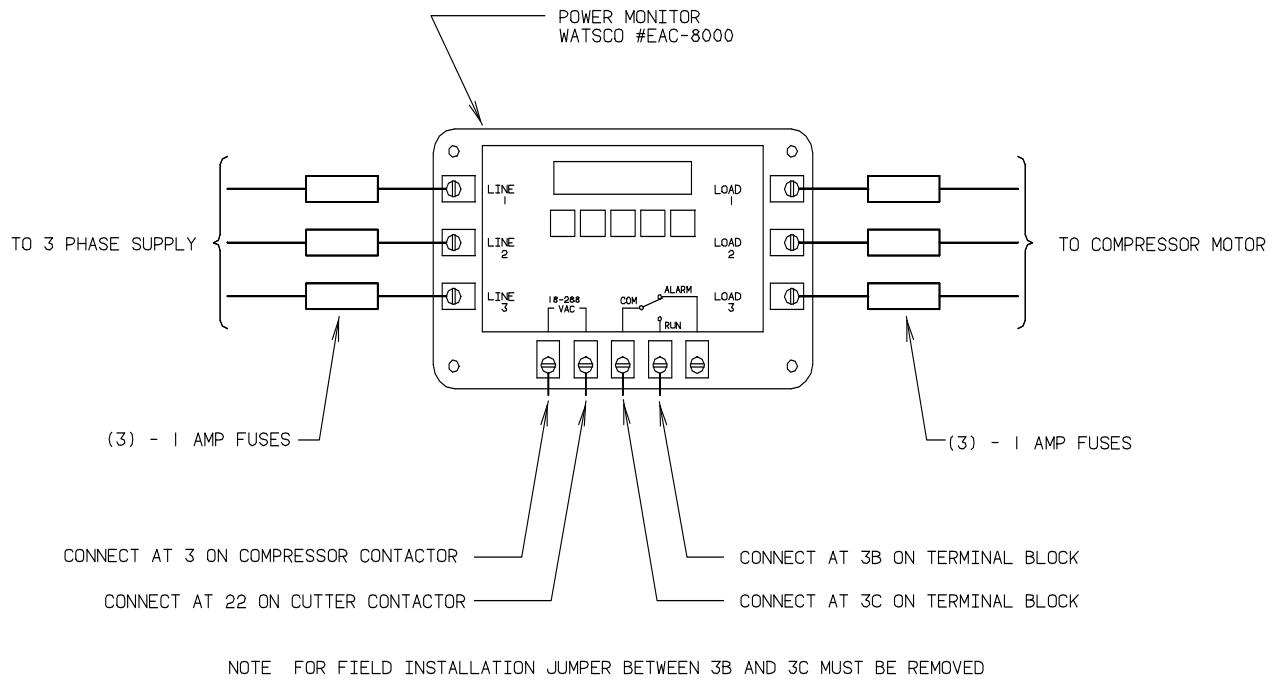 POWER MONITOR
WATSCO #EAC-8000
LINE
1
LOAD
1
TO 3 PHASE SUPPLY
LINE
2
LOAD
2
TO COMPRESSOR MOTOR
LINE
3
18-288
VAC
COM
ALARM
RUN
LOAD
3
(3) - 1 AMP FUSES
(3) - 1 AMP FUSES
CONNECT AT 3 ON COMPRESSOR CONTACTOR
CONNECT AT 3B ON TERMINAL BLOCK
CONNECT AT 22 ON CUTTER CONTACTOR
CONNECT AT 3C ON TERMINAL BLOCK
NOTE FOR FIELD INSTALLATION JUMPER BETWEEN 3B AND 3C MUST BE REMOVED